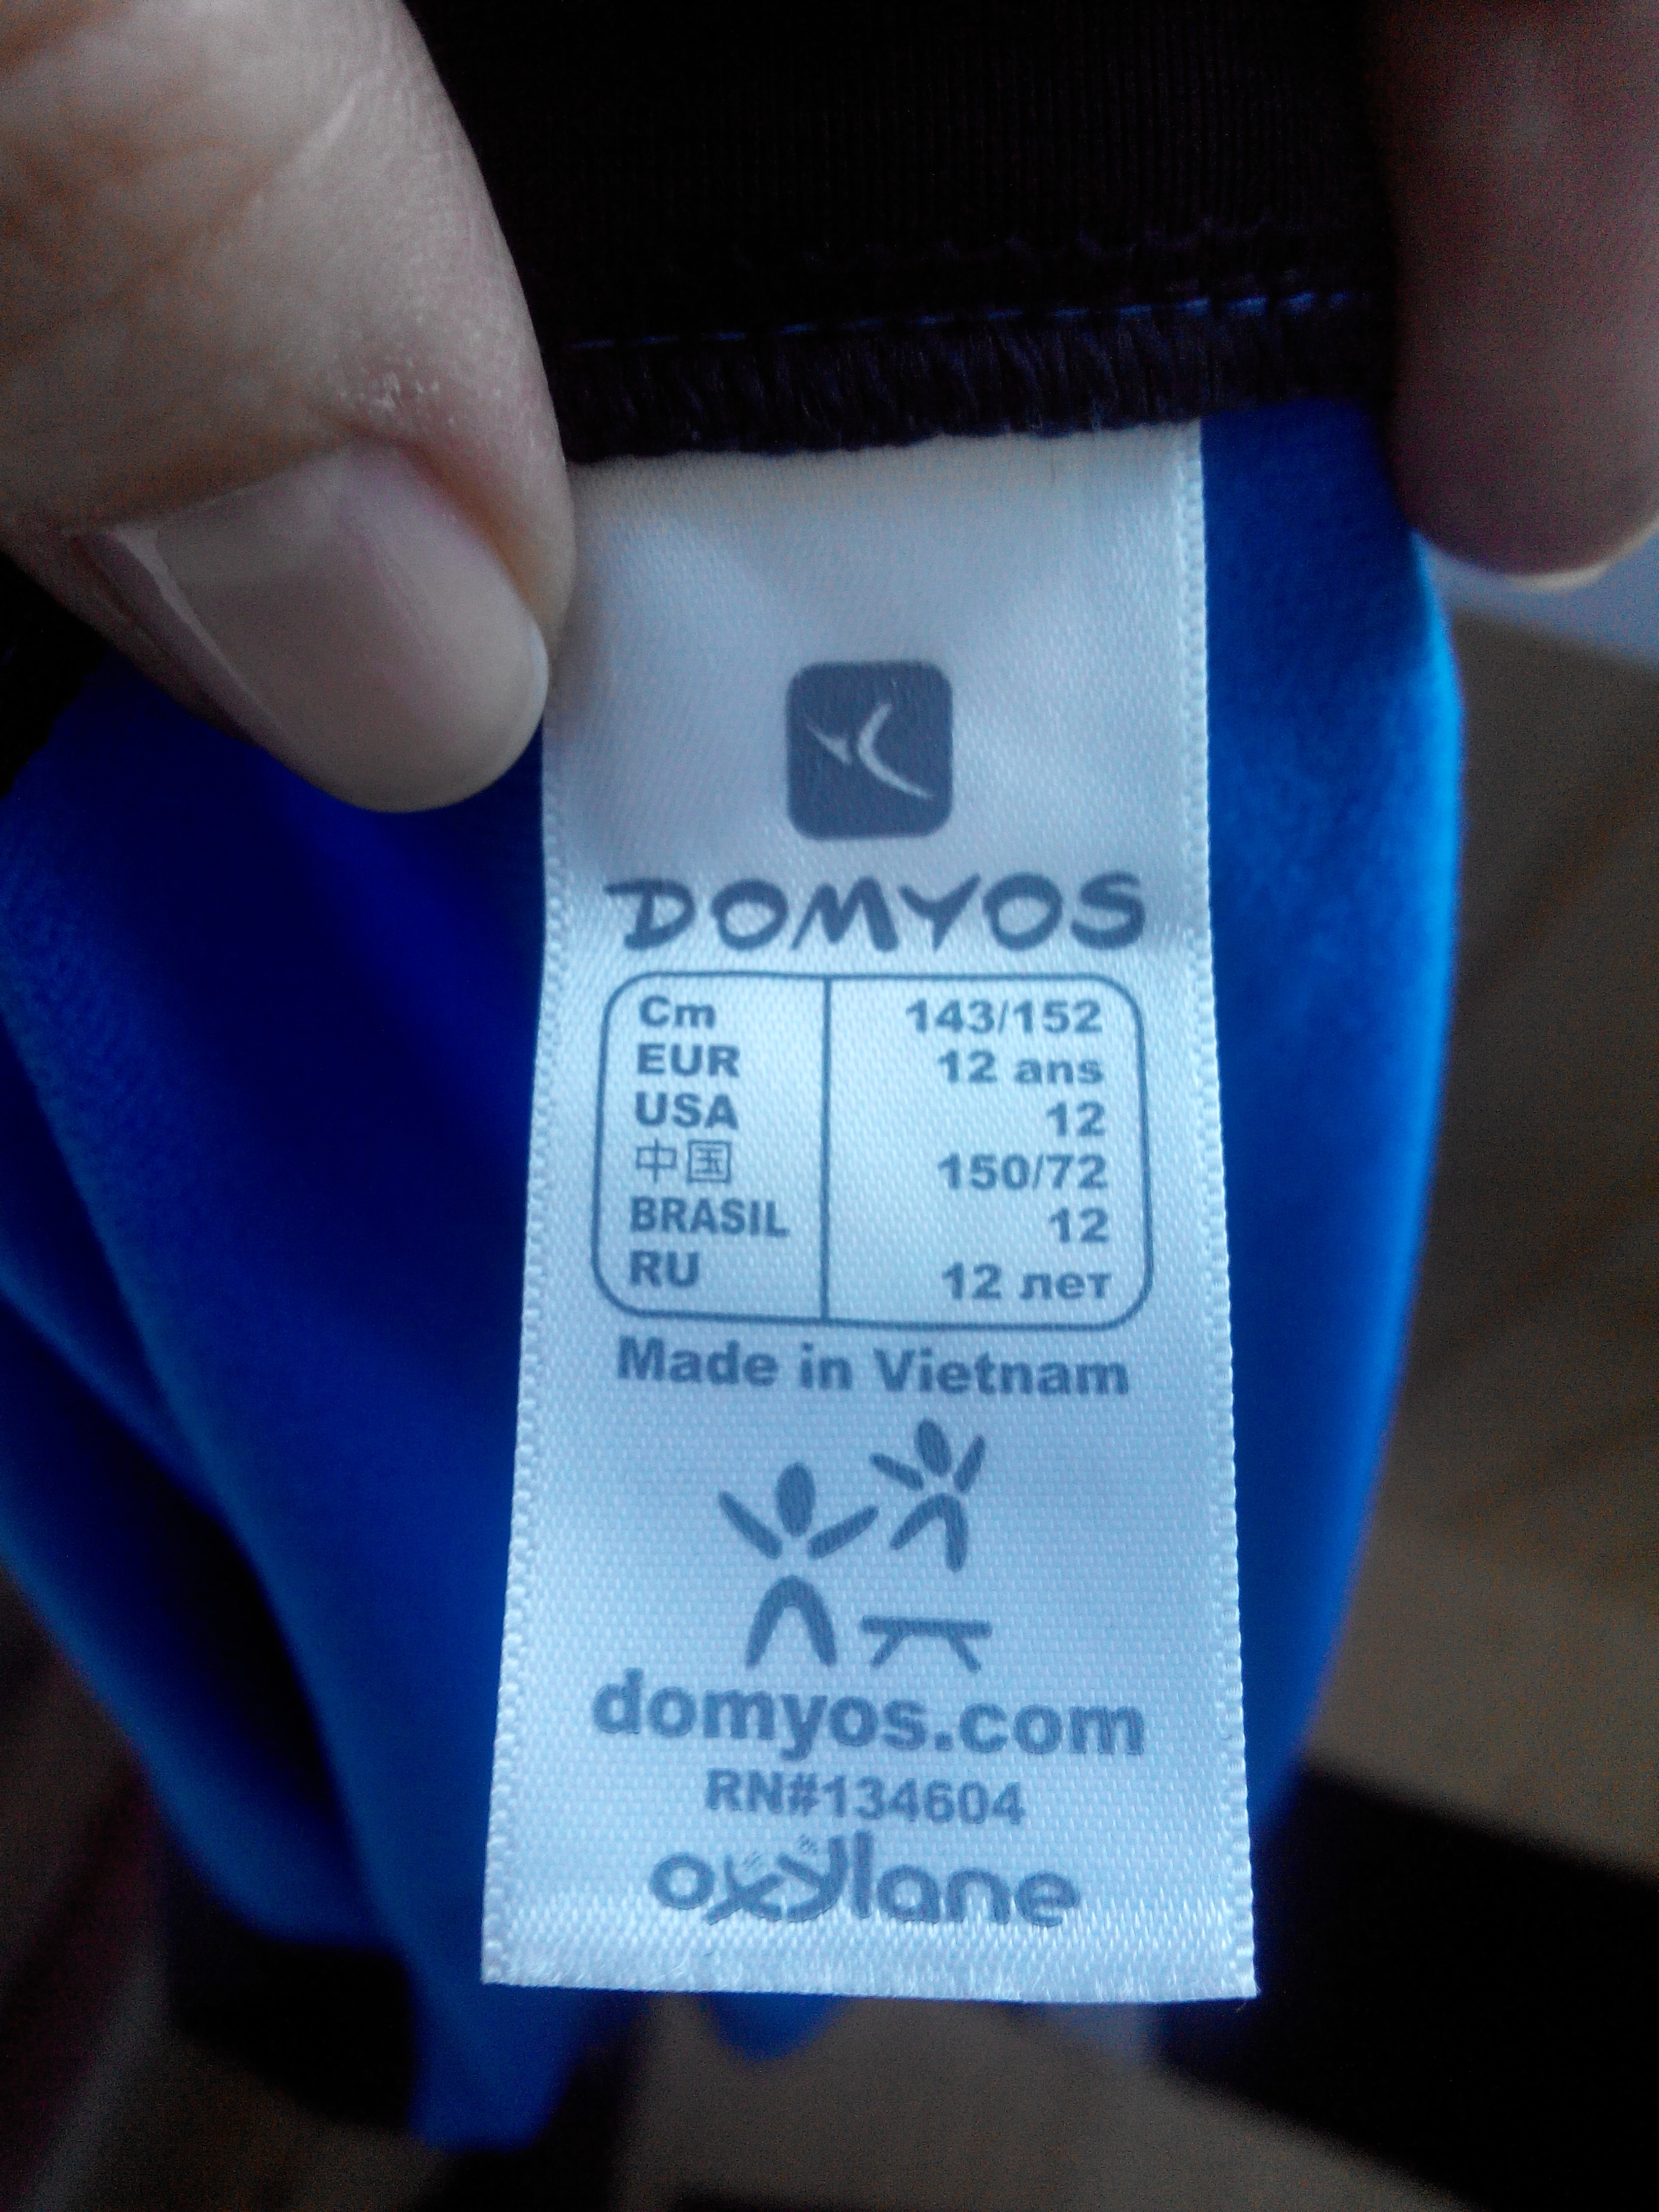 DOMYOS
Cm 143/152
EUR 12 ans
USA 12
中国 150/72
BRASIL 12
RU 12 лет
Made in Vietnam
domyos.com
RN#134604
oxylane